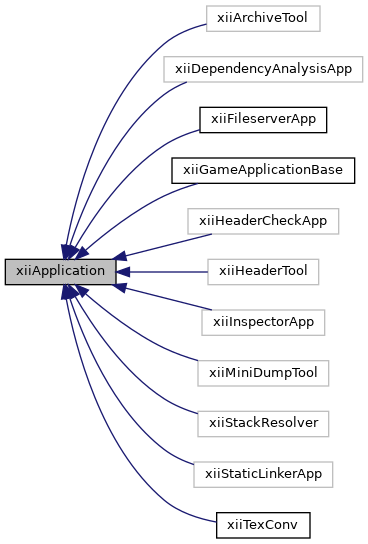 xiiArchiveTool
xiiDependencyAnalysisApp
xiiFileserverApp
xiiGameApplicationBase
xiiHeaderCheckApp
xiiApplication
xiiHeaderTool
xiiInspectorApp
xiiMiniDumpTool
xiiStackResolver
xiiStaticLinkerApp
xiiTexConv